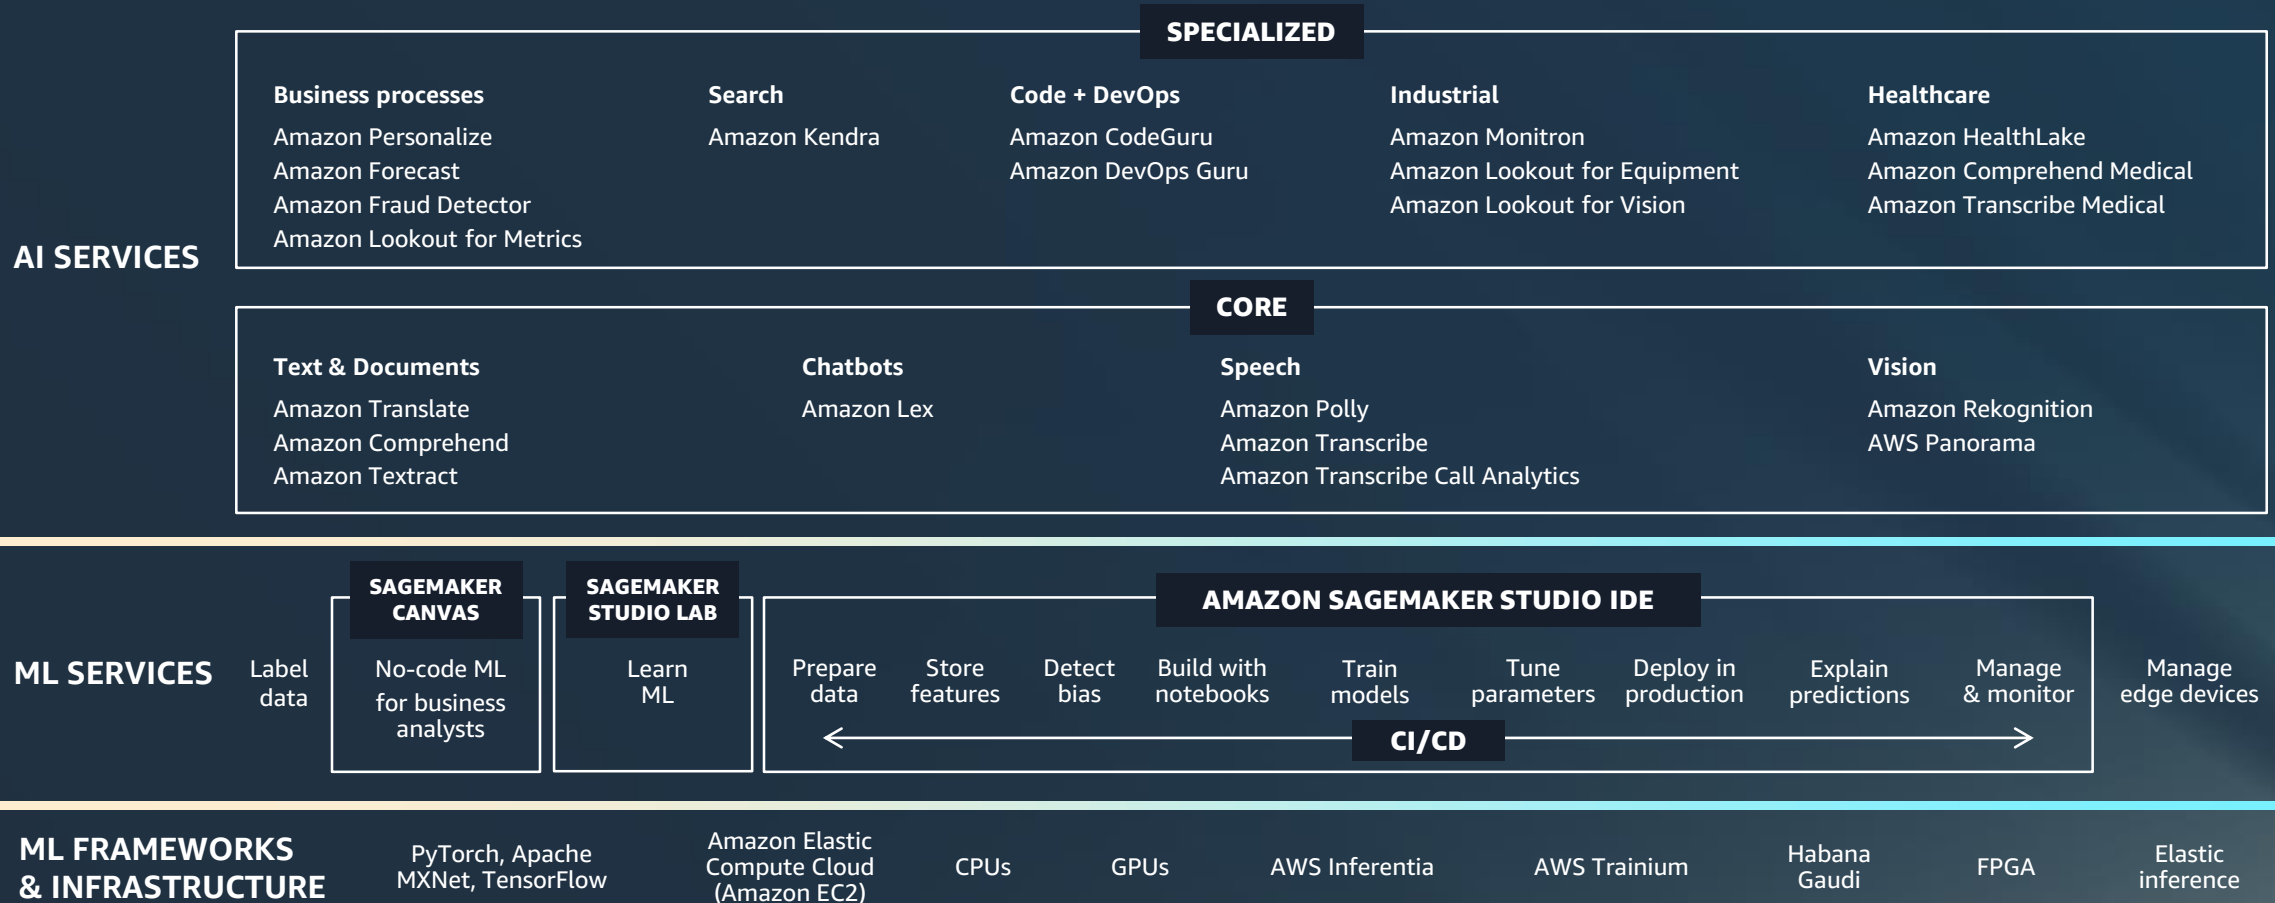 SPECIALIZED
Business processes
Amazon Personalize
Amazon Forecast
Amazon Fraud Detector
Amazon Lookout for Metrics
Search
Amazon Kendra
Code + DevOps
Amazon CodeGuru
Amazon DevOps Guru
Industrial
Amazon Monitron
Amazon Lookout for Equipment
Amazon Lookout for Vision
Healthcare
Amazon HealthLake
Amazon Comprehend Medical
Amazon Transcribe Medical
AI SERVICES
CORE
Text & Documents
Amazon Translate
Amazon Comprehend
Amazon Textract
Chatbots
Amazon Lex
Speech
Amazon Polly
Amazon Transcribe
Amazon Transcribe Call Analytics
Vision
Amazon Rekognition
AWS Panorama
ML SERVICES
Label
data
SAGEMAKER
CANVAS
No-code ML
for business
analysts
SAGEMAKER
STUDIO LAB
Learn
ML
AMAZON SAGEMAKER STUDIO IDE
Prepare
data
Store
features
Detect
bias
Build with
notebooks
Train
models
Tune
parameters
Deploy in
production
Explain
predictions
Manage
& monitor
CI/CD
Manage
edge devices
ML FRAMEWORKS
& INFRASTRUCTURE
PyTorch, Apache
MXNet, TensorFlow
Amazon Elastic
Compute Cloud
(Amazon EC2)
CPUs
GPUs
AWS Inferentia
AWS Trainium
Habana
Gaudi
FPGA
Elastic
inference